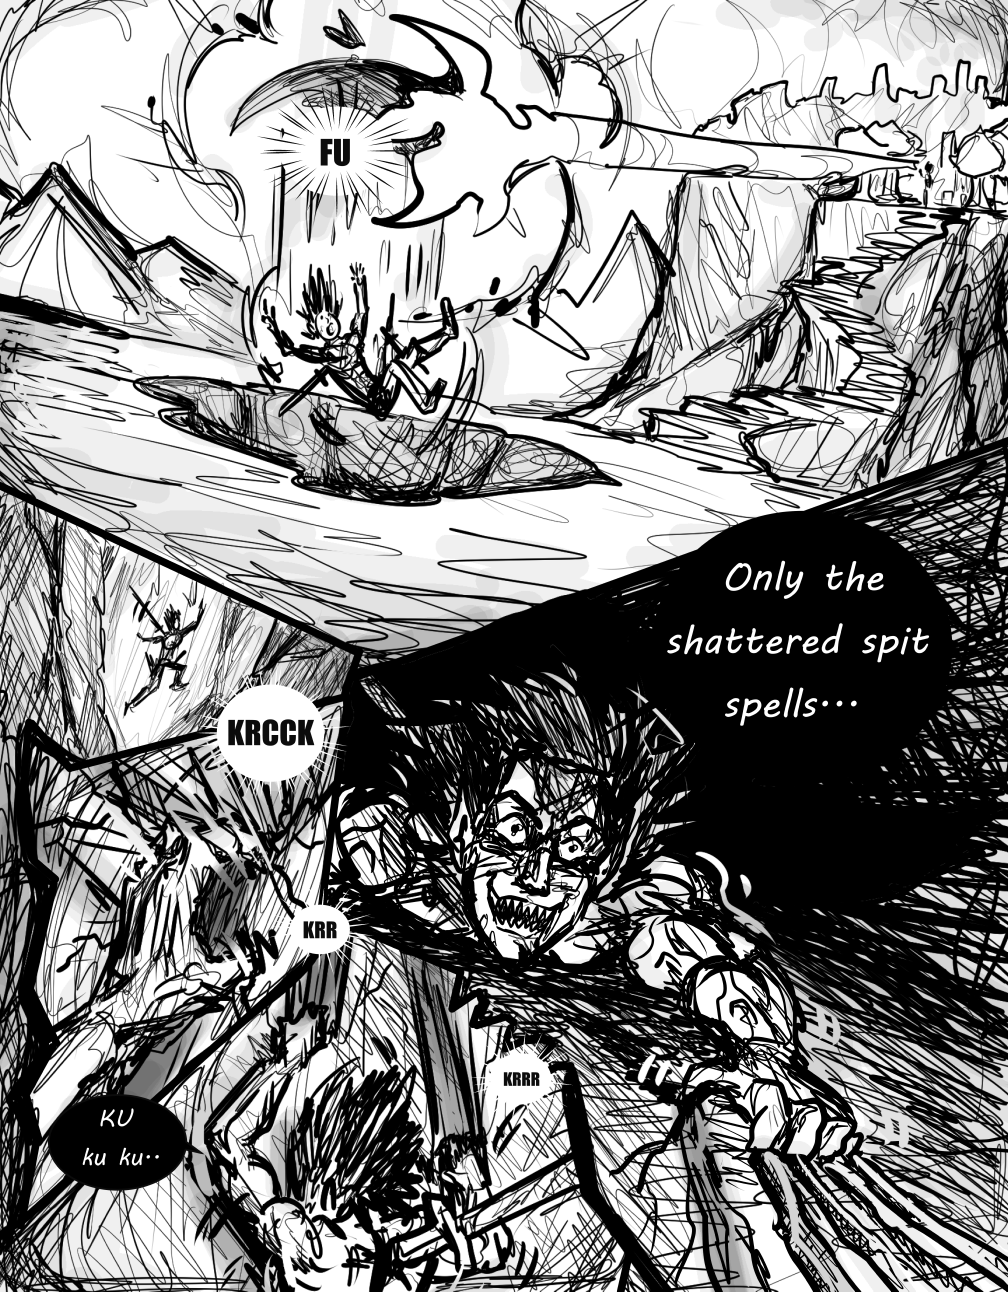 FU
Only the
shattered spit
spells...
KRCCK
KRR
KRRR
KU
ku ku..